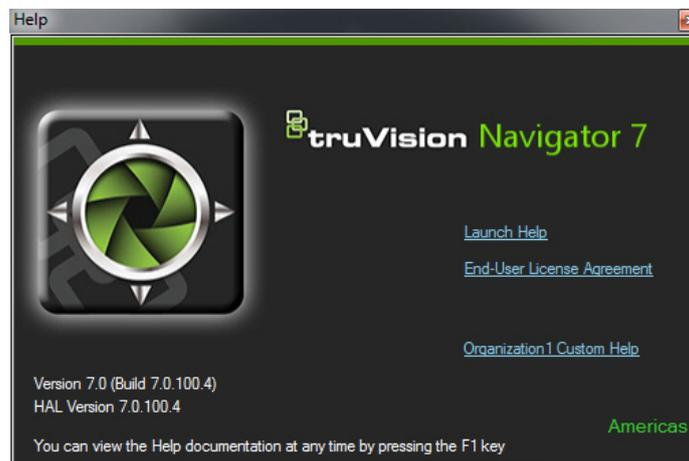 Help
truVision Navigator 7
Launch Help
End-User License Agreement
Organization1 Custom Help
Version 7.0 (Build 7.0.100.4)
HAL Version 7.0.100.4
Americas
You can view the Help documentation at any time by pressing the F1 key